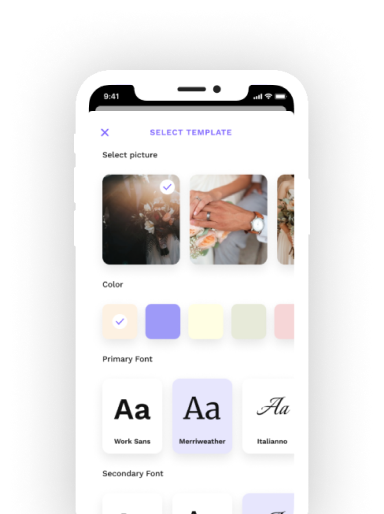 9:41
SELECT TEMPLATE
Select picture
Color
Primary Font
Aa Aa Aa
Work Sans Merriweather Italianno
Secondary Font